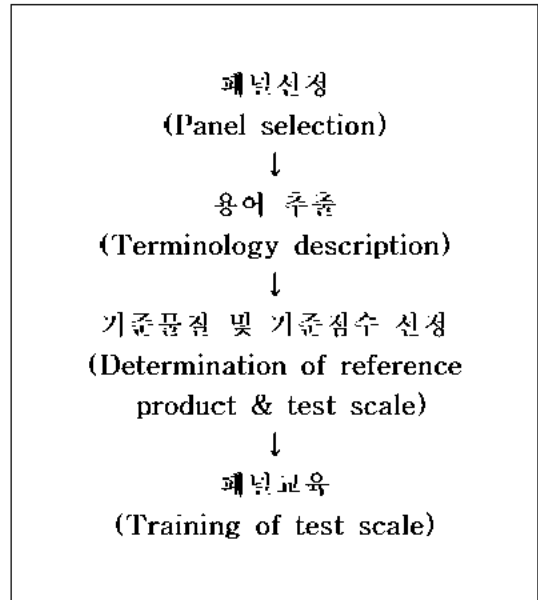 패널선정
(Panel selection)
↓
용어 추출
(Terminology description)
↓
기준물질 및 기준점수 선정
(Determination of reference
product & test scale)
↓
패널교육
(Training of test scale)